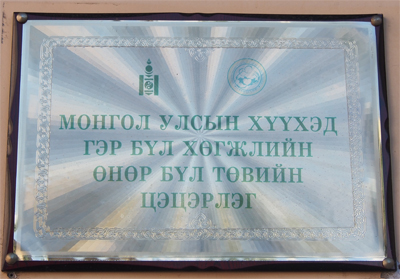 МОНГОЛ УЛСЫН ХҮҮХЭД
ГЭР БҮЛ ХӨГЖЛИЙН
ӨНӨР БҮЛ ТӨВИЙН
ЦЭЦЭРЛЭГ